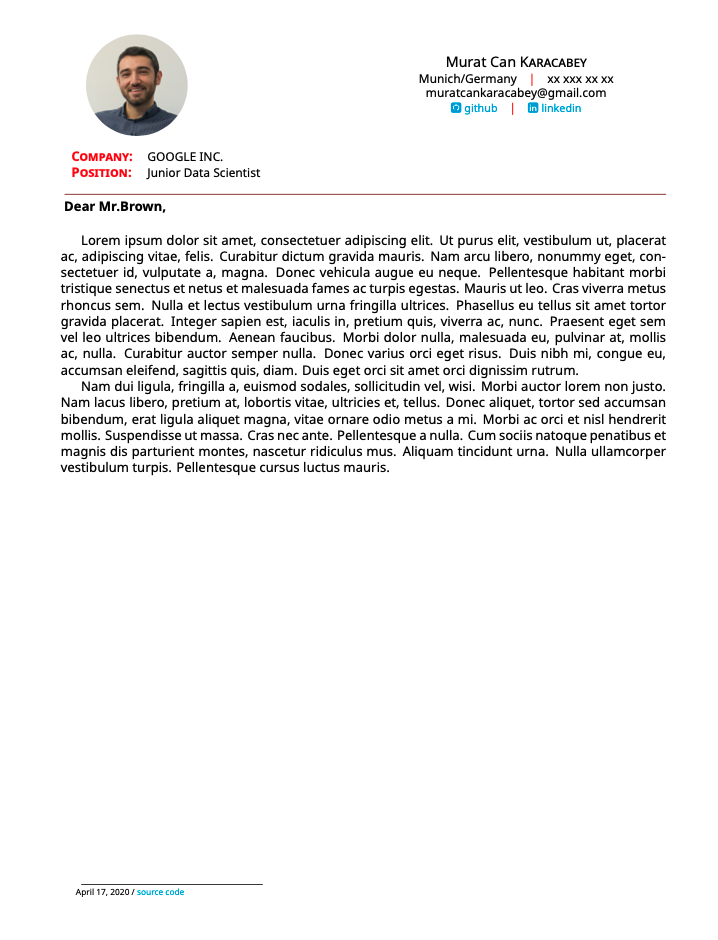 Murat Can KARACABEY
Munich/Germany | xx xxx xx xx
muratcankaracabey@gmail.com
github | linkedin
COMPANY: GOOGLE INC.
POSITION: Junior Data Scientist
Dear Mr.Brown,
Lorem ipsum dolor sit amet, consectetuer adipiscing elit. Ut purus elit, vestibulum ut, placerat
ac, adipiscing vitae, felis. Curabitur dictum gravida mauris. Nam arcu libero, nonummy eget, con-
sectetuer id, vulputate a, magna. Donec vehicula augue eu neque. Pellentesque habitant morbi
tristique senectus et netus et malesuada fames ac turpis egestas. Mauris ut leo. Cras viverra metus
rhoncus sem. Nulla et lectus vestibulum urna fringilla ultrices. Phasellus eu tellus sit amet tortor
gravida placerat. Integer sapien est, iaculis in, pretium quis, viverra ac, nunc. Praesent eget sem
vel leo ultrices bibendum. Aenean faucibus. Morbi dolor nulla, malesuada eu, pulvinar at, mollis
ac, nulla. Curabitur auctor semper nulla. Donec varius orci eget risus. Duis nibh mi, congue eu,
accumsan eleifend, sagittis quis, diam. Duis eget orci sit amet orci dignissim rutrum.
Nam dui ligula, fringilla a, euismod sodales, sollicitudin vel, wisi. Morbi auctor lorem non justo.
Nam lacus libero, pretium at, lobortis vitae, ultricies et, tellus. Donec aliquet, tortor sed accumsan
bibendum, erat ligula aliquet magna, vitae ornare odio metus a mi. Morbi ac orci et nisl hendrerit
mollis. Suspendisse ut massa. Cras nec ante. Pellentesque a nulla. Cum sociis natoque penatibus et
magnis dis parturient montes, nascetur ridiculus mus. Aliquam tincidunt urna. Nulla ullamcorper
vestibulum turpis. Pellentesque cursus luctus mauris.
April 17, 2020 / source code